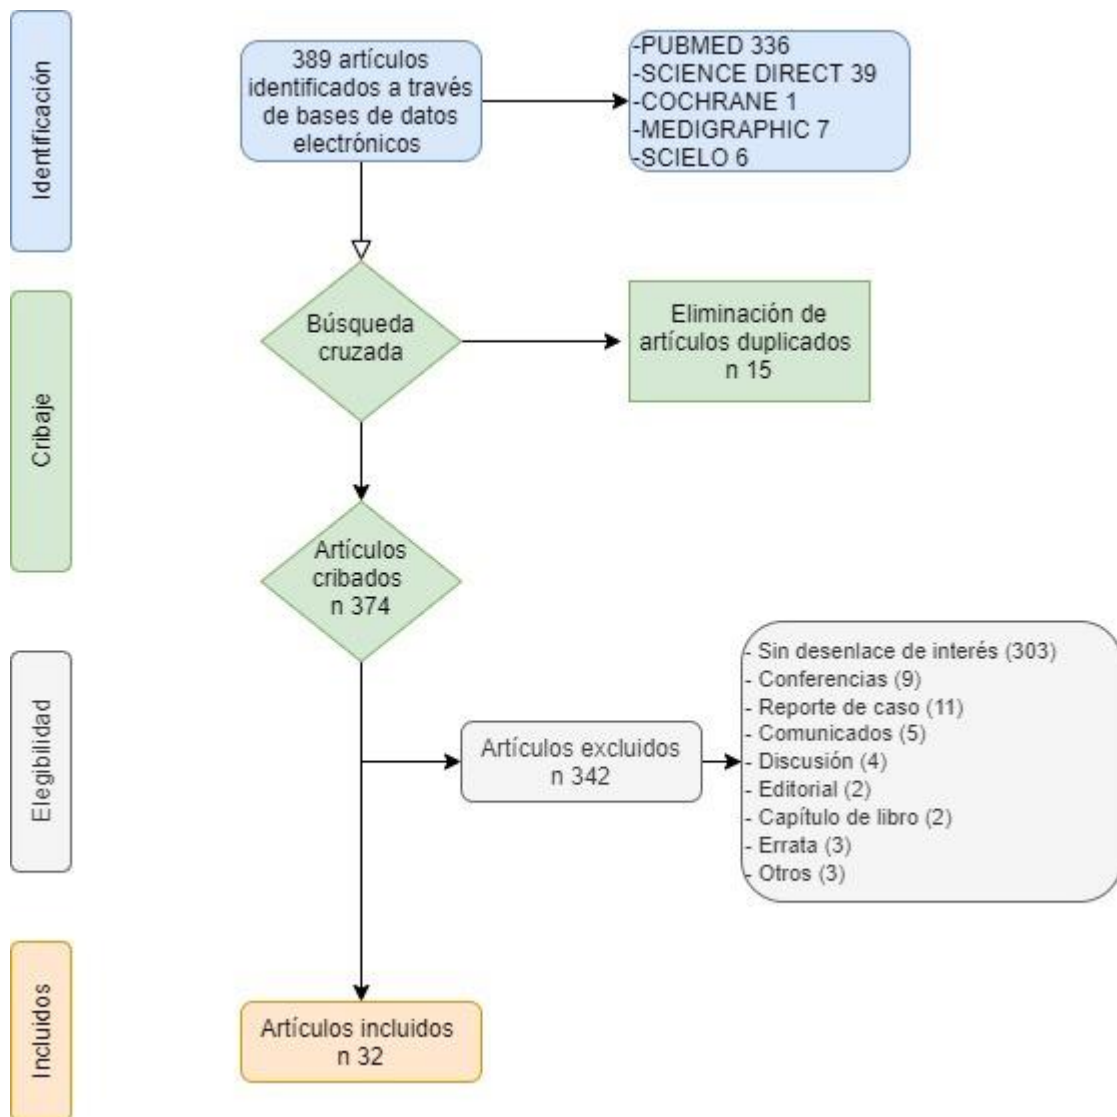 Identificación
389 artículos
identificados a través
de bases de datos
electrónicos
-PUBMED 336
-SCIENCE DIRECT 39
-COCHRANE 1
-MEDIGRAPHIC 7
-SCIELO 6
Cribaje
Búsqueda
cruzada
Eliminación de
artículos duplicados
n 15
Artículos
cribados
n 374
Elegibilidad
Artículos excluidos
n 342
- Sin desenlace de interés (303)
- Conferencias (9)
- Reporte de caso (11)
- Comunicados (5)
- Discusión (4)
- Editorial (2)
- Capítulo de libro (2)
- Errata (3)
- Otros (3)
Incluidos
Artículos incluidos
n 32